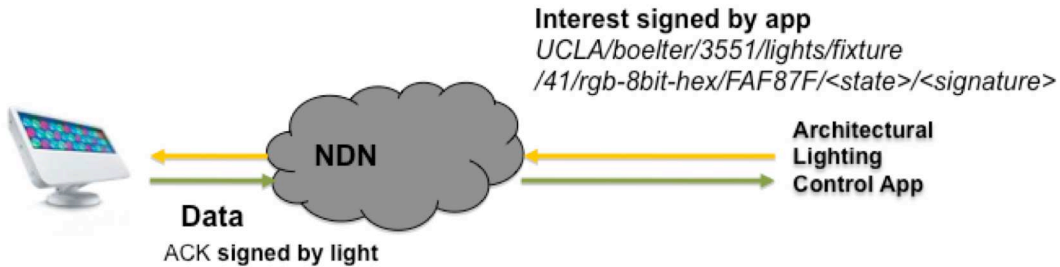 Interest signed by app
UCLA/boelter/3551/lights/fixture
/41/rgb-8bit-hex/FAF87F/<state>/<signature>
NDN
Architectural
Lighting
Control App
Data
ACK signed by light